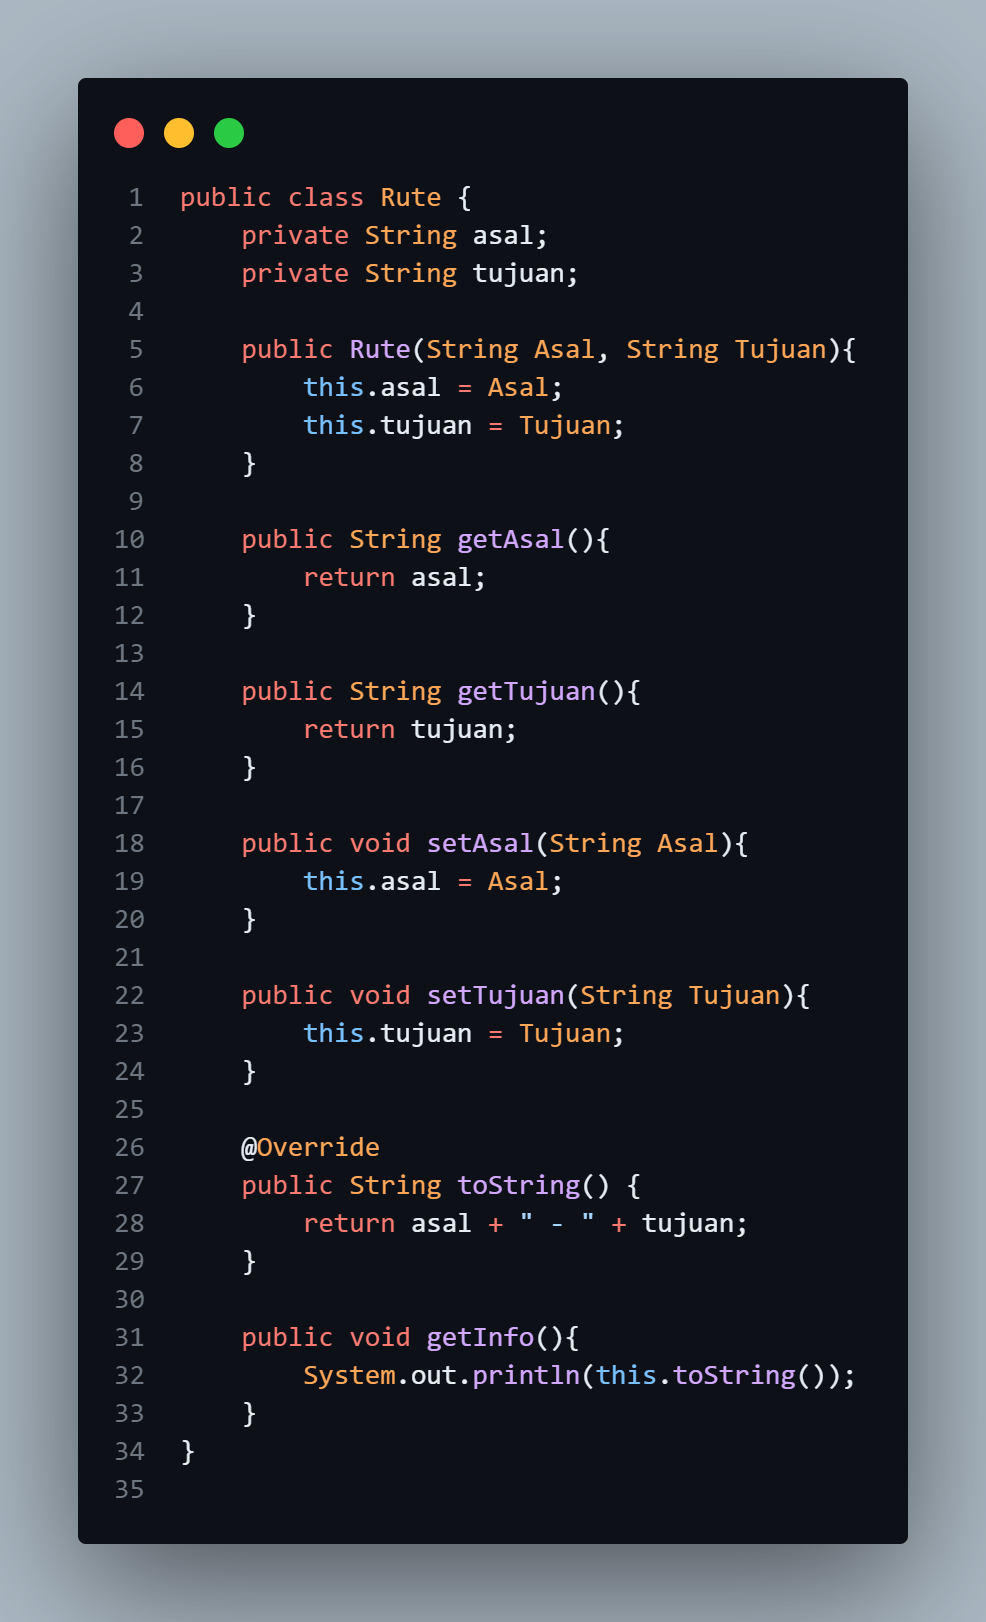 1 public class Rute {
2     private String asal;
3     private String tujuan;
4
5     public Rute(String Asal, String Tujuan){
6         this.asal = Asal;
7         this.tujuan = Tujuan;
8     }
9
10     public String getAsal(){
11         return asal;
12     }
13
14     public String getTujuan(){
15         return tujuan;
16     }
17
18     public void setAsal(String Asal){
19         this.asal = Asal;
20     }
21
22     public void setTujuan(String Tujuan){
23         this.tujuan = Tujuan;
24     }
25
26     @Override
27     public String toString() {
28         return asal + " - " + tujuan;
29     }
30
31     public void getInfo(){
32         System.out.println(this.toString());
33     }
34 }
35